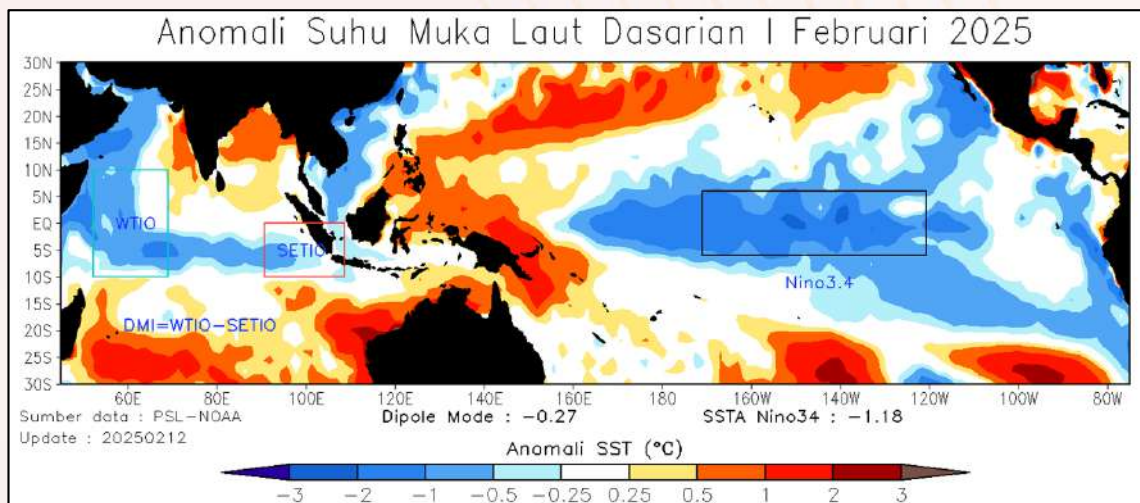 Anomali Suhu Muka Laut Dasarian I Februari 2025
30N
25N
20N
15N
10N
5N
EQ
5S
10S
15S
20S
25S
30S
WTIO
SETIO
Nino3.4
DMI=WTIO-SETIO
60E 80E 100E 120E 140E 160E 180 160W 140W 120W 100W 80W
Sumber data : PSL-NOAA Dipole Mode : -0.27 SSTA Nino34 : -1.18
Update : 20250212
Anomali SST (°C)
-3 -2 -1 -0.5 -0.25 0.25 0.5 1 2 3